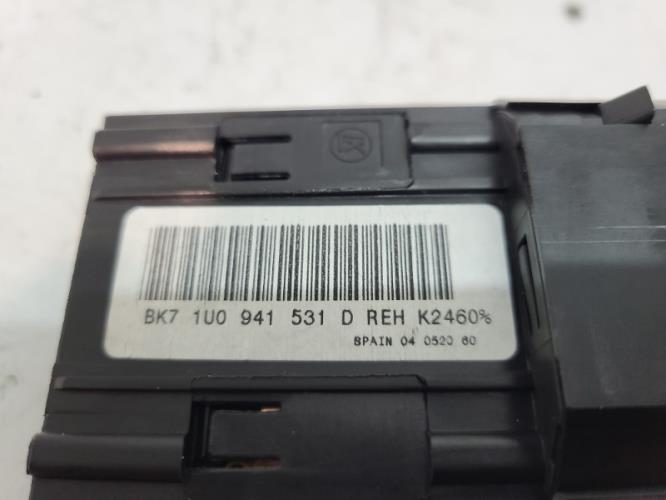 BK7 1U0 941 531 D REH K2460%
SPAIN 04 0520 60